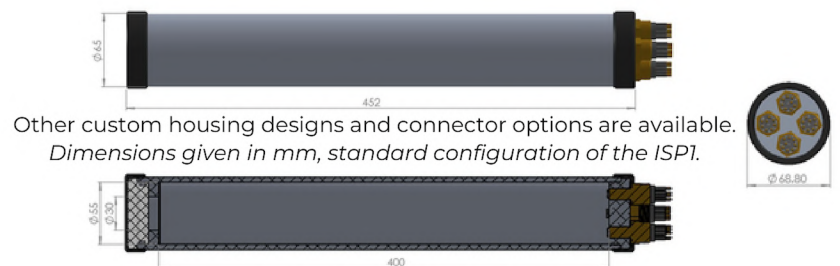 Ø65
452
Other custom housing designs and connector options are available.
Dimensions given in mm, standard configuration of the ISP1.
Ø 68.80
Ø55
Ø30
400